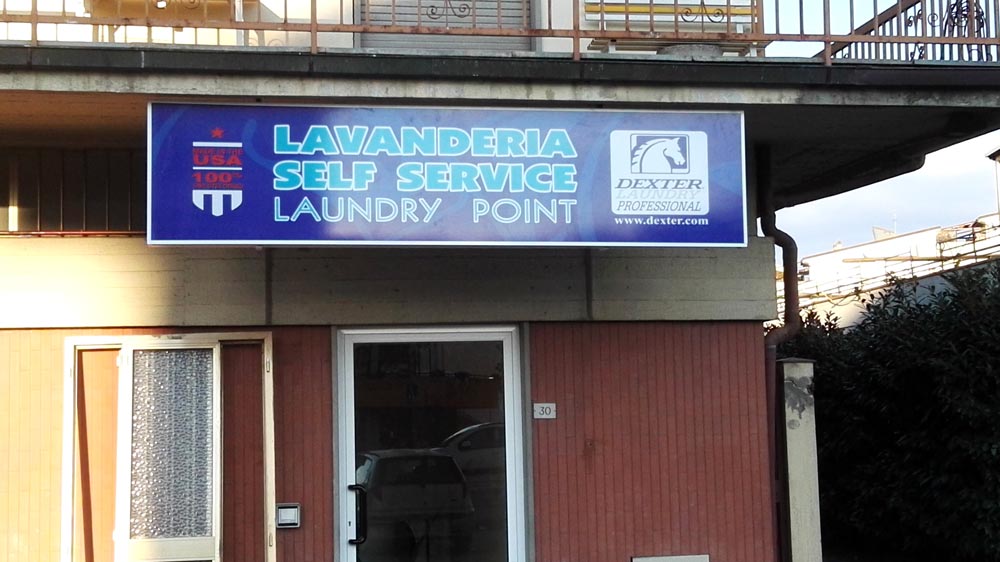 MADE IN THE
USA
100%
LAVANDERIA
SELF SERVICE
LAUNDRY POINT
DEXTER
LAUNDRY
PROFESSIONAL
www.dexter.com
30